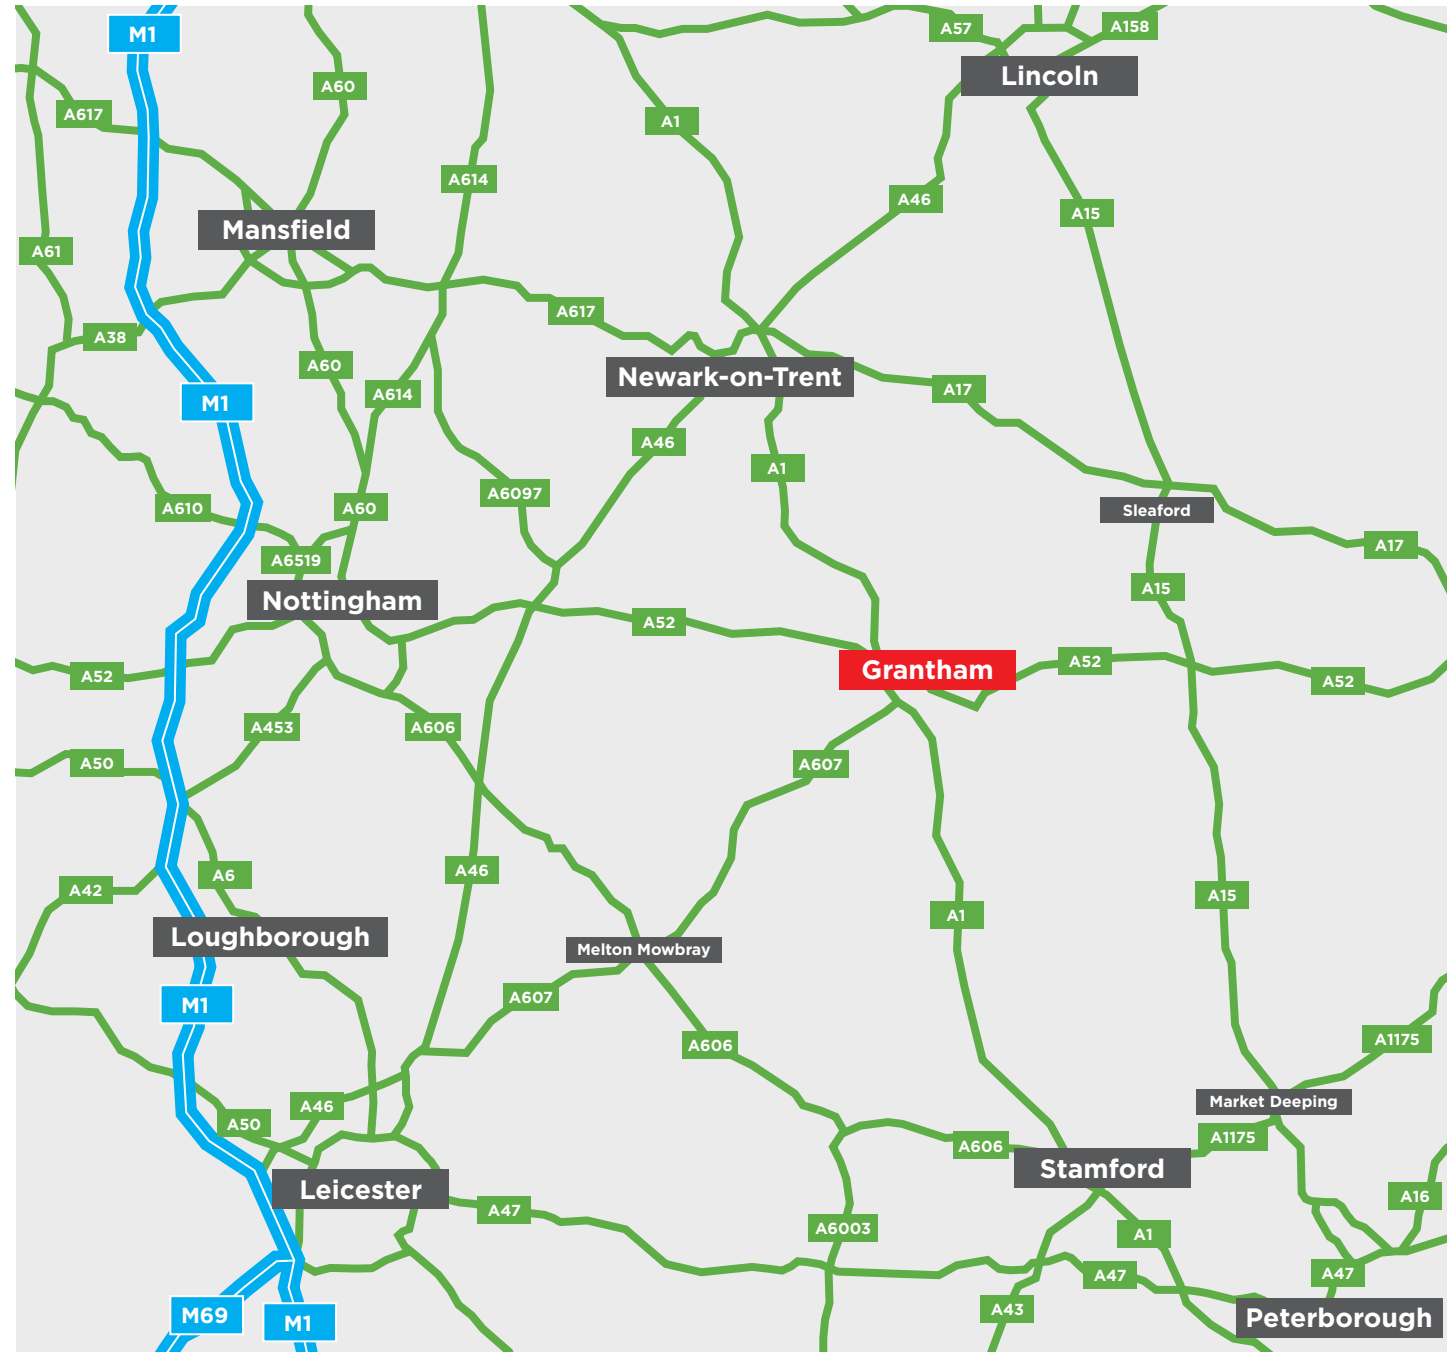 M1
A57
A158
Lincoln
A60
A617
A1
A614
A46
A15
Mansfield
A61
A617
A38
A60
Newark-on-Trent
A614
A17
M1
A46
A1
A6097
A610
A60
Sleaford
A17
A6519
A15
Nottingham
A52
A52
Grantham
A52
A52
A453
A606
A50
A607
A46
A6
A42
A15
A1
Loughborough
Melton Mowbray
M1
A607
A606
A1175
Market Deeping
A46
A50
A1175
A606
Stamford
Leicester
A16
A47
A6003
A1
A47
A47
A43
M69
M1
Peterborough